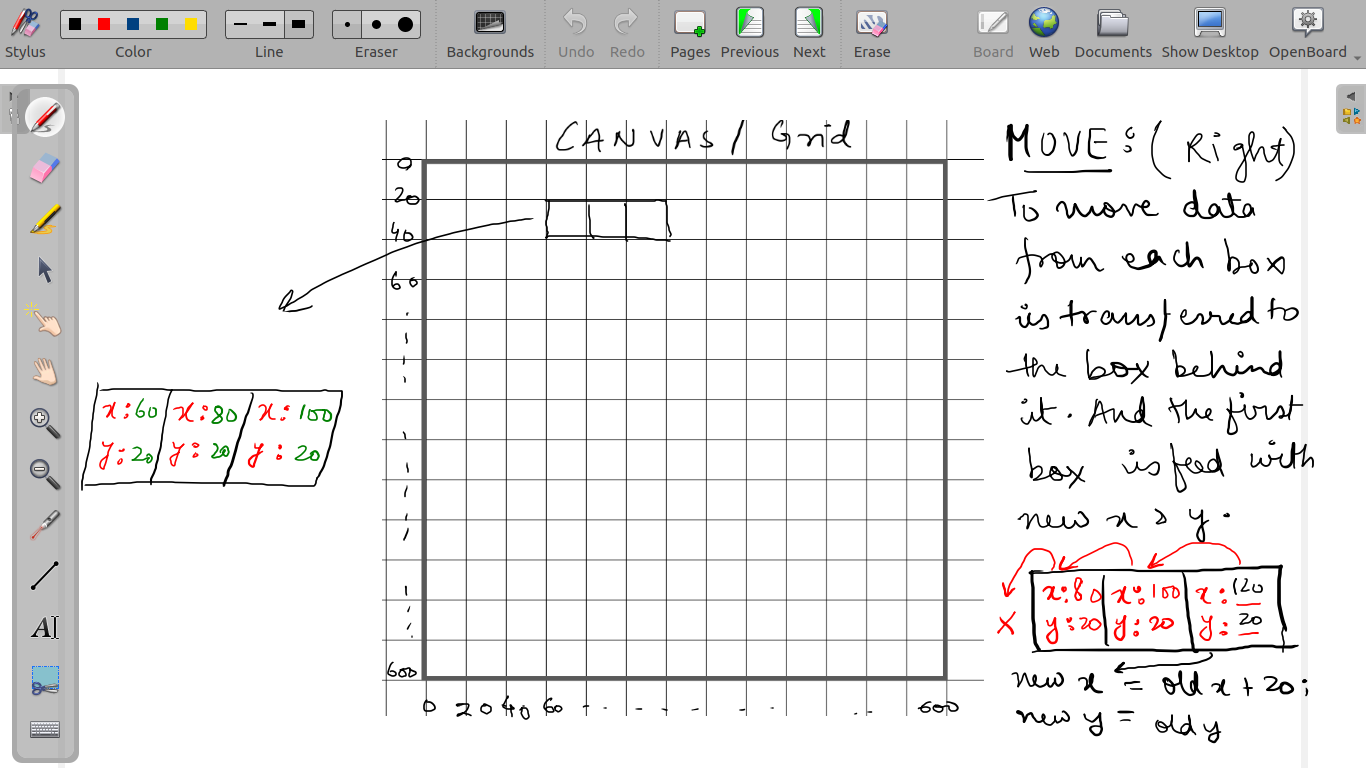 Stylus Color Line Eraser Backgrounds Undo Redo Pages Previous Next Erase Board Web Documents Show Desktop OpenBoard
CANVAS / Grid
0
20
40
60
600
0 20 40 60 600
x:60 x:80 x:100
y:20 y:20 y:20
MOVE: (Right)
To move data
from each box
is transferred to
the box behind
it. And the first
box is feed with
new x & y.
x:80 x:100 x:120
X y:20 y:20 y:20
new x = old x + 20;
new y = old y